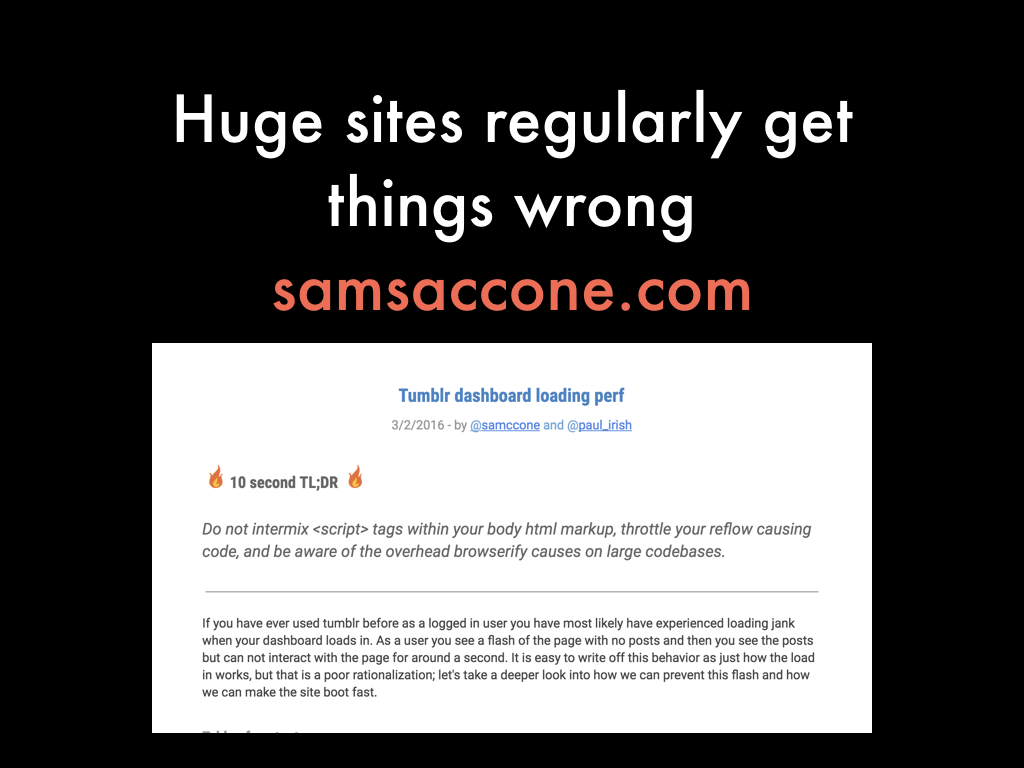 Huge sites regularly get
things wrong
samsaccone.com
Tumblr dashboard loading perf
3/2/2016 - by @samccone and @paul_irish
🔥 10 second TL;DR 🔥
Do not intermix <script> tags within your body html markup, throttle your reflow causing
code, and be aware of the overhead browserify causes on large codebases.
If you have ever used tumblr before as a logged in user you have most likely have experienced loading jank
when your dashboard loads in. As a user you see a flash of the page with no posts and then you see the posts
but can not interact with the page for around a second. It is easy to write off this behavior as just how the load
in works, but that is a poor rationalization; let's take a deeper look into how we can prevent this flash and how
we can make the site boot fast.